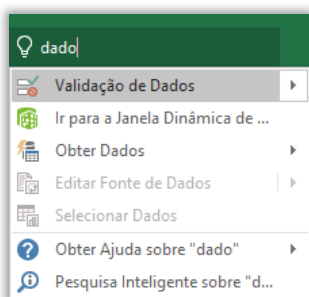 dado
Validação de Dados
Ir para a Janela Dinâmica de ...
Obter Dados
Editar Fonte de Dados
Selecionar Dados
Obter Ajuda sobre "dado"
Pesquisa Inteligente sobre "d...